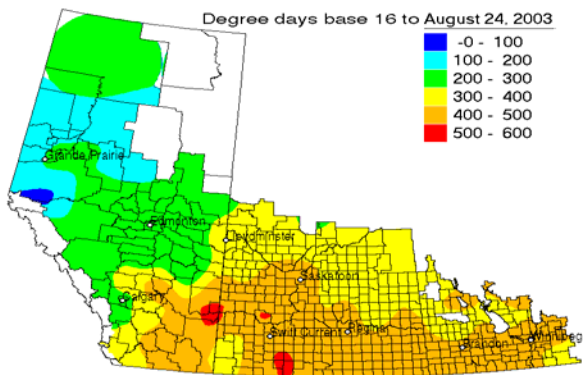 Degree days base 16 to August 24, 2003
-0 - 100
100 - 200
200 - 300
300 - 400
400 - 500
500 - 600
Grande Prairie
Edmonton
Lloydminster
Saskatoon
Calgary
Swift Current
Regina
Brandon
Winnipeg